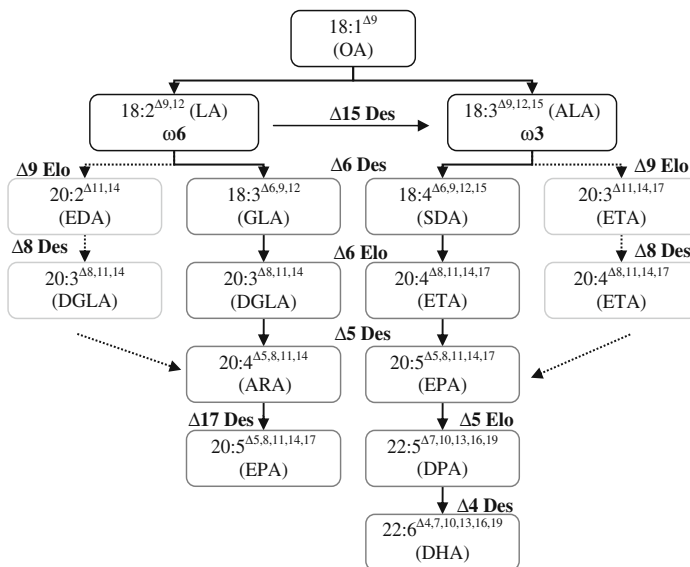 18:1Δ9
(OA)
18:2Δ9,12 (LA)
ω6
Δ15 Des
18:3Δ9,12,15 (ALA)
ω3
Δ9 Elo
Δ6 Des
Δ9 Elo
20:2Δ11,14
(EDA)
18:3Δ6,9,12
(GLA)
18:4Δ6,9,12,15
(SDA)
20:3Δ11,14,17
(ETA)
Δ8 Des
Δ6 Elo
Δ8 Des
20:3Δ8,11,14
(DGLA)
20:3Δ8,11,14
(DGLA)
20:4Δ8,11,14,17
(ETA)
20:4Δ8,11,14,17
(ETA)
Δ5 Des
20:4Δ5,8,11,14
(ARA)
20:5Δ5,8,11,14,17
(EPA)
Δ17 Des
Δ5 Elo
20:5Δ5,8,11,14,17
(EPA)
22:5Δ7,10,13,16,19
(DPA)
Δ4 Des
22:6Δ4,7,10,13,16,19
(DHA)